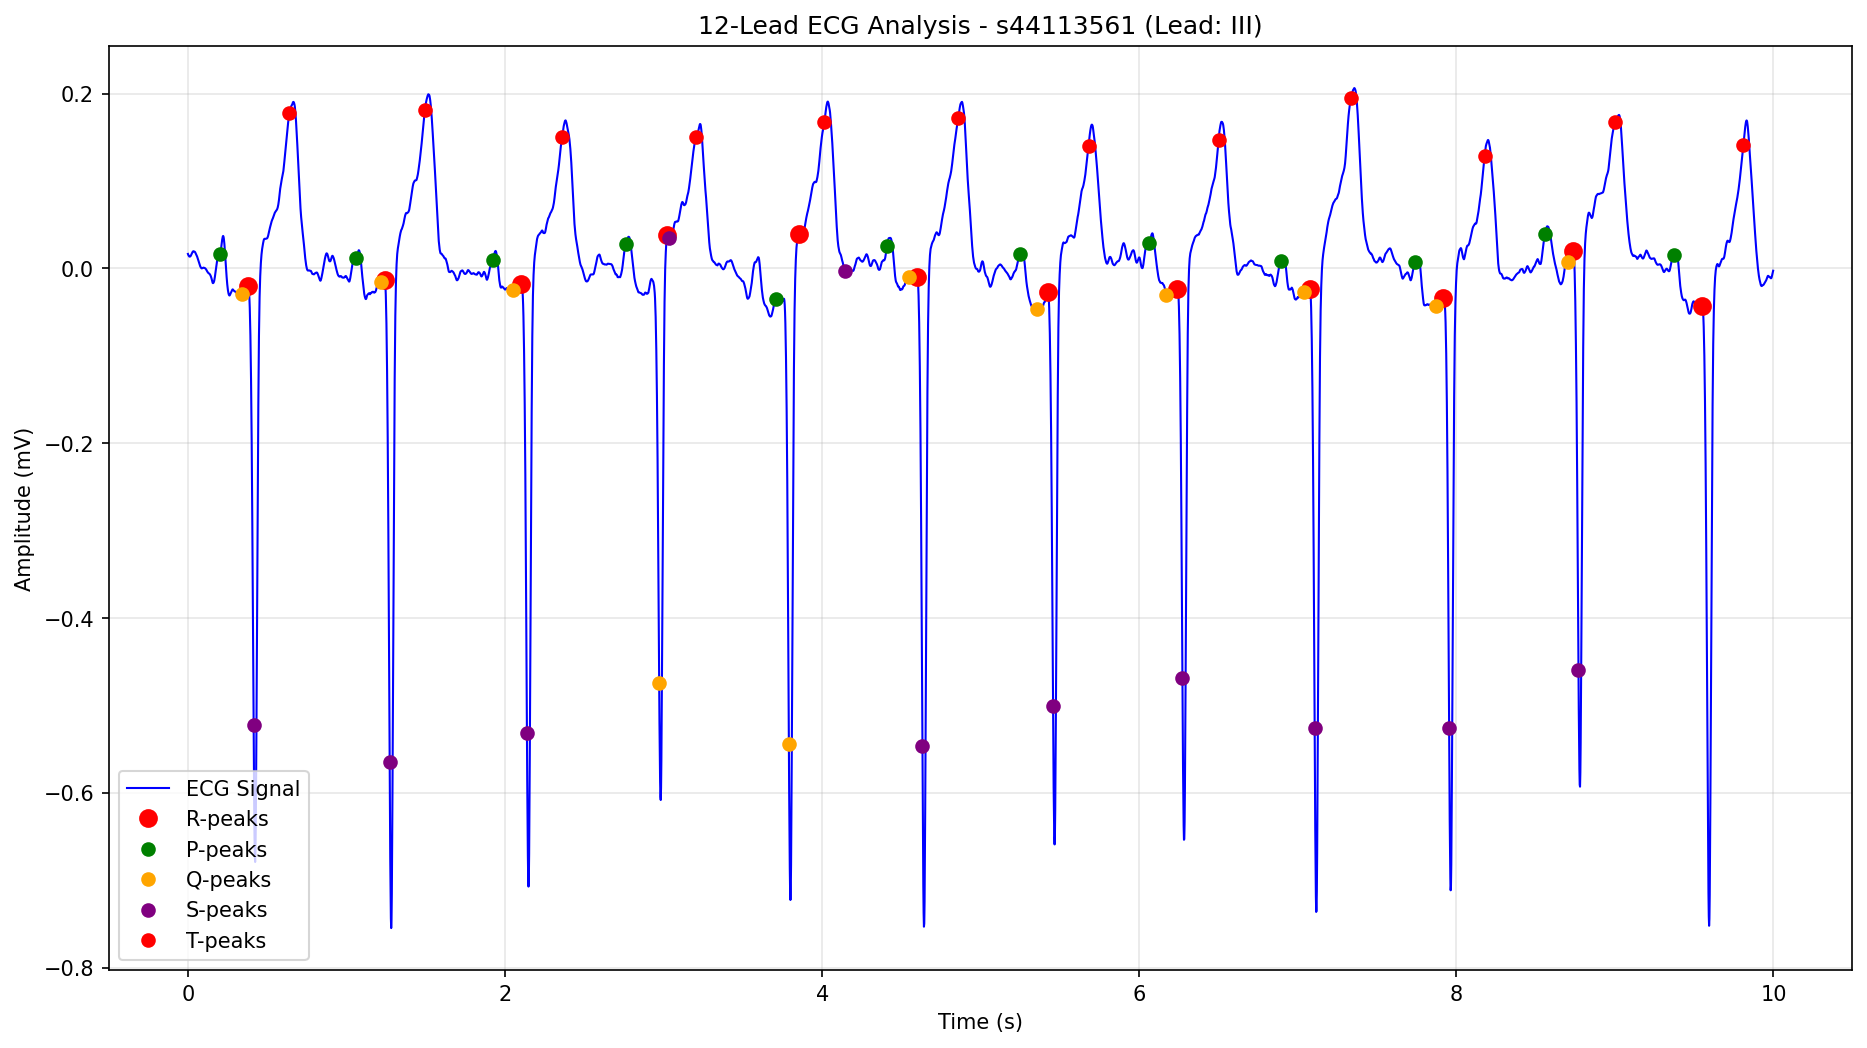 12-Lead ECG Analysis - s44113561 (Lead: III)
0.2
0.0
−0.2
−0.4
−0.6
−0.8
Amplitude (mV)
ECG Signal
R-peaks
P-peaks
Q-peaks
S-peaks
T-peaks
0 2 4 6 8 10
Time (s)